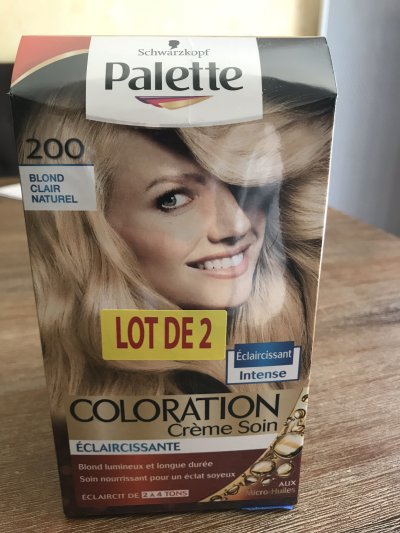 Schwarzkopf
Palette
200
BLOND
CLAIR
NATUREL
LOT DE 2
Éclaircissant
Intense
COLORATION
Crème Soin
ÉCLAIRCISSANTE
Blond lumineux et longue durée
Soin nourrissant pour un éclat soyeux
ÉCLAIRCIT DE 2 À 4 TONS
AUX
Micro-Huiles